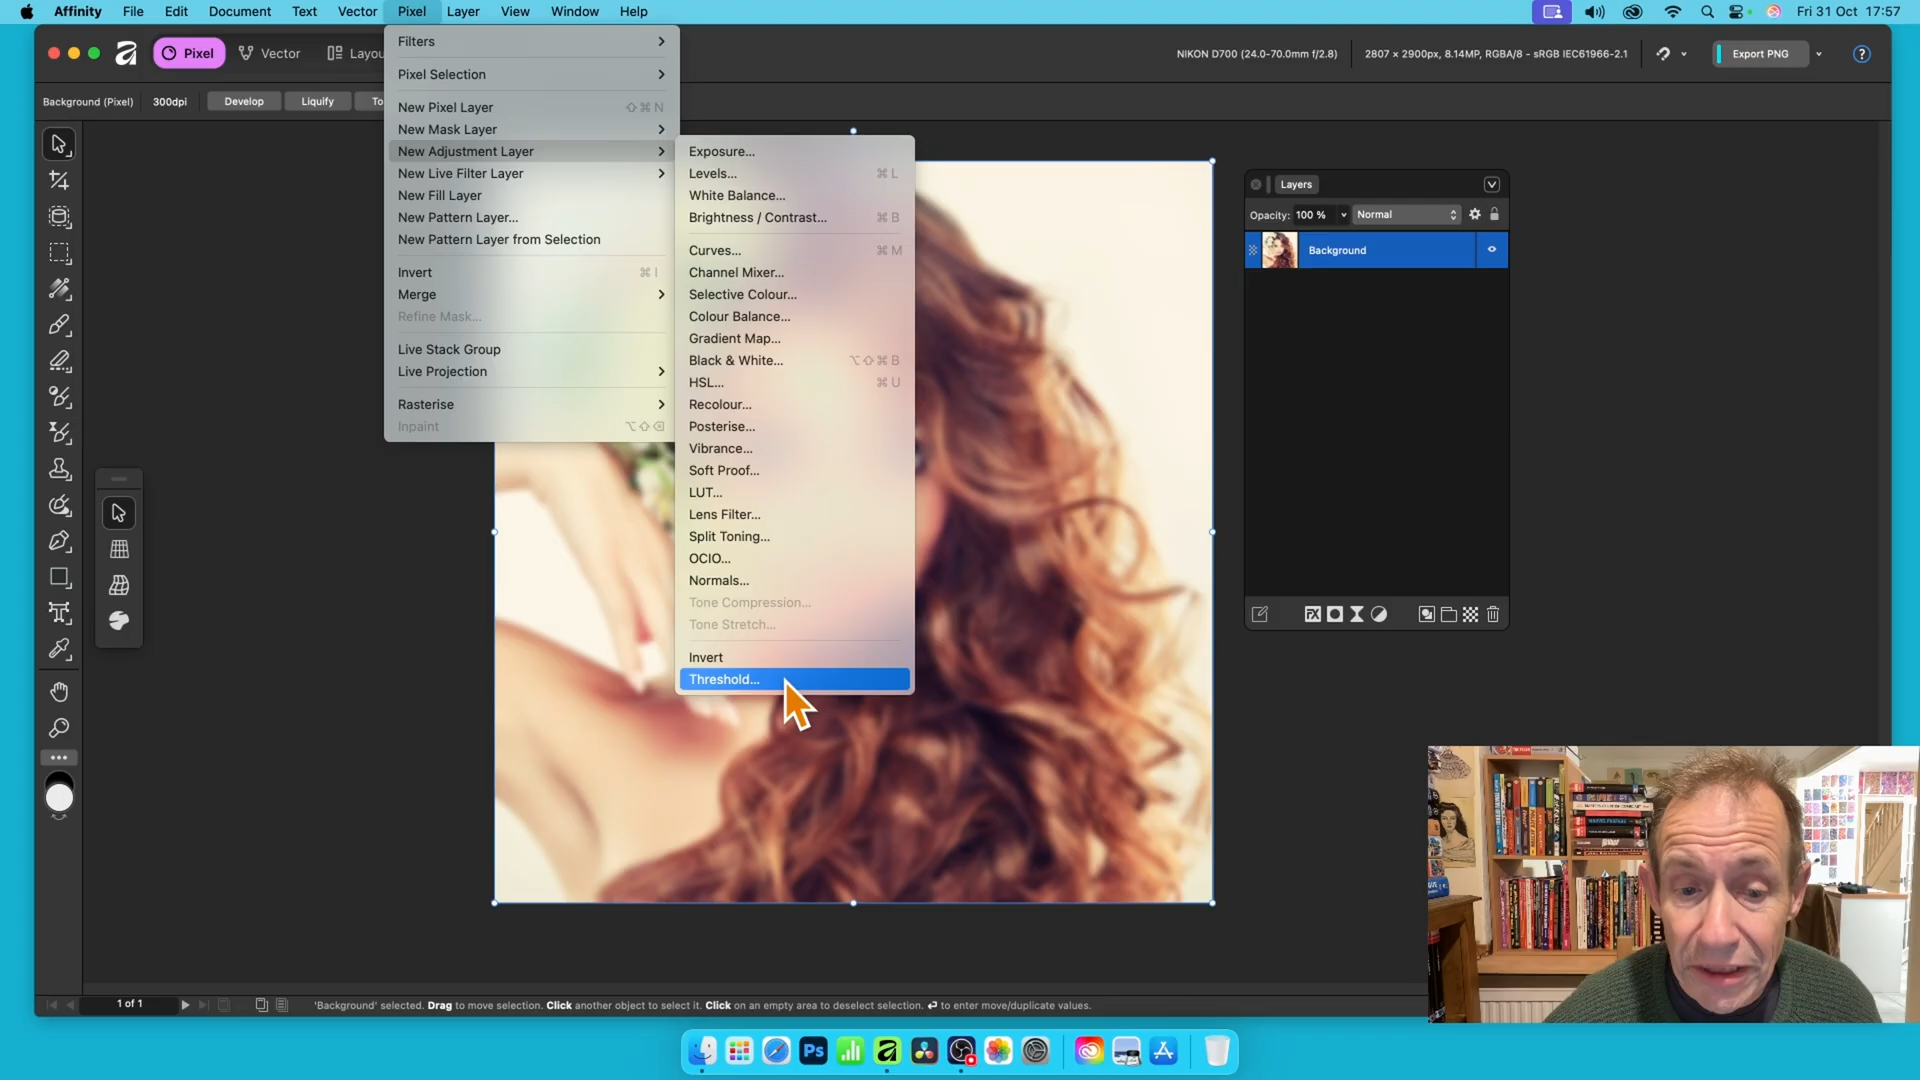 Affinity File Edit Document Text Vector Pixel Layer View Window Help Fri 31 Oct 17:57
Pixel Vector Layou
NIKON D700 (24.0-70.0mm f/2.8) 2807 × 2900px, 8.14MP, RGBA/8 - sRGB IEC61966-2.1 Export PNG ?
Background (Pixel) 300dpi Develop Liquify To
Filters
Pixel Selection
New Pixel Layer ⇧⌘N
New Mask Layer
New Adjustment Layer
New Live Filter Layer
New Fill Layer
New Pattern Layer...
New Pattern Layer from Selection
Invert ⌘I
Merge
Refine Mask...
Live Stack Group
Live Projection
Rasterise
Inpaint ⌥⇧⌫
Exposure...
Levels... ⌘L
White Balance...
Brightness / Contrast... ⌘B
Curves... ⌘M
Channel Mixer...
Selective Colour...
Colour Balance...
Gradient Map...
Black & White... ⌥⇧⌘B
HSL... ⌘U
Recolour...
Posterise...
Vibrance...
Soft Proof...
LUT...
Lens Filter...
Split Toning...
OCIO...
Normals...
Tone Compression...
Tone Stretch...
Invert
Threshold...
Layers
Opacity: 100 % Normal
Background
1 of 1 'Background' selected. Drag to move selection. Click another object to select it. Click on an empty area to deselect selection. ↵ to enter move/duplicate values.
Ps